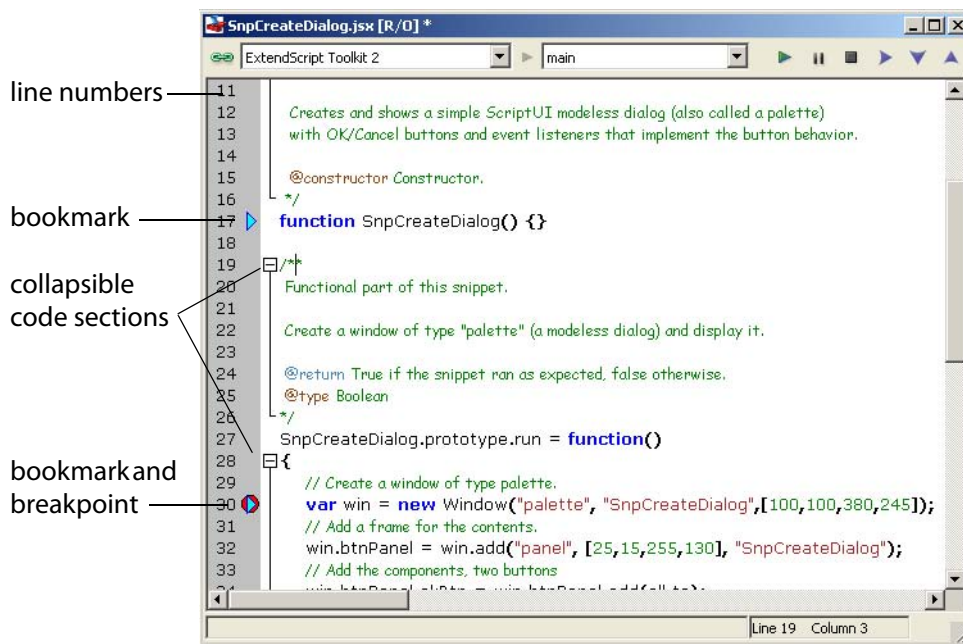 SnpCreateDialog.jsx [R/O] *
ExtendScript Toolkit 2
main
line numbers
bookmark
collapsible
code sections
bookmark and
breakpoint
11
12 Creates and shows a simple ScriptUI modeless dialog (also called a palette)
13 with OK/Cancel buttons and event listeners that implement the button behavior.
14
15 @constructor Constructor.
16 */
17 function SnpCreateDialog() {}
18
19 /**
20 Functional part of this snippet.
21
22 Create a window of type "palette" (a modeless dialog) and display it.
23
24 @return True if the snippet ran as expected, false otherwise.
25 @type Boolean
26 */
27 SnpCreateDialog.prototype.run = function()
28 {
29 // Create a window of type palette.
30 var win = new Window("palette", "SnpCreateDialog",[100,100,380,245]);
31 // Add a frame for the contents.
32 win.btnPanel = win.add("panel", [25,15,255,130], "SnpCreateDialog");
33 // Add the components, two buttons
Line 19 Column 3